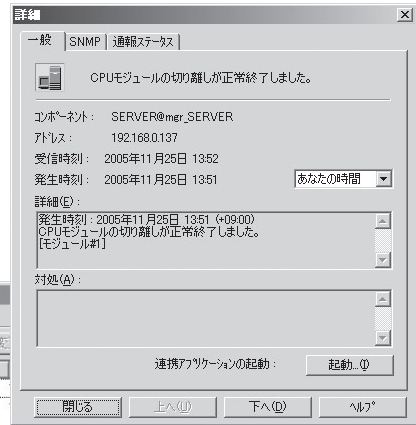 詳細
一般 SNMP 通報ステータス
CPUモジュールの切り離しが正常終了しました。
コンポーネント： SERVER@mgr_SERVER
アドレス： 192.168.0.137
受信時刻： 2005年11月25日 13:52
発生時刻： 2005年11月25日 13:51 あなたの時間
詳細(E)：
発生時刻 : 2005年11月25日 13:51 (+09:00)
CPUモジュールの切り離しが正常終了しました。
[モジュール#1]
対処(A)：
連携アプリケーションの起動： 起動...(I)
閉じる 上へ(U) 下へ(D) ヘルプ